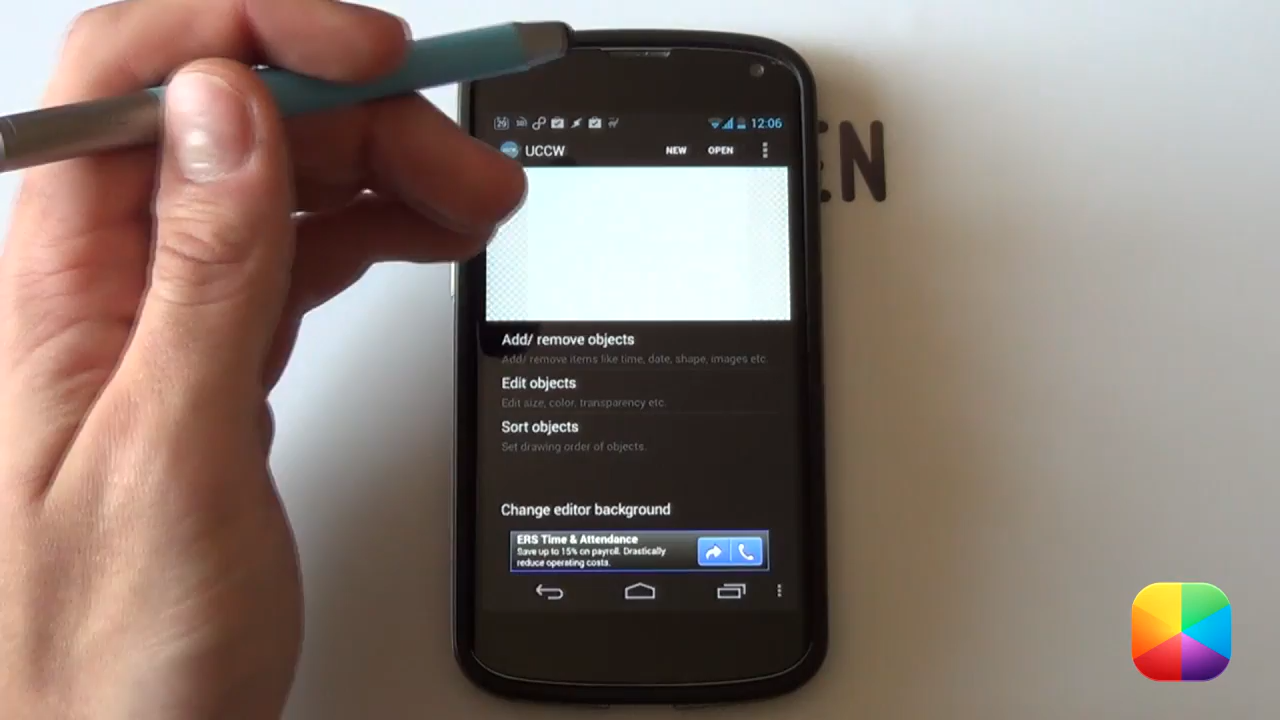 12:06
UCCW
NEW
OPEN
EN
Add/ remove objects
Add/ remove items like time, date, shape, images etc.
Edit objects
Edit size, color, transparency etc.
Sort objects
Set drawing order of objects.
Change editor background
ERS Time & Attendance
Save up to 15% on payroll. Drastically
reduce operating costs.